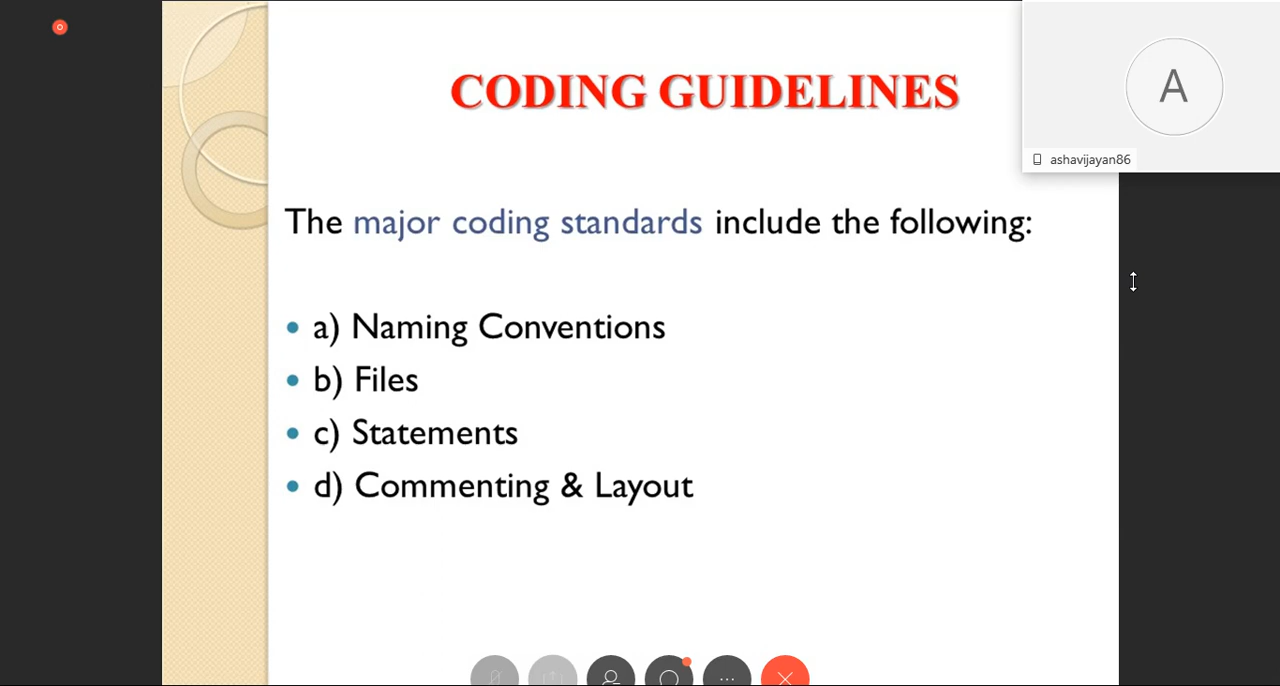 CODING GUIDELINES
A
ashavijayan86
The major coding standards include the following:
• a) Naming Conventions
• b) Files
• c) Statements
• d) Commenting & Layout